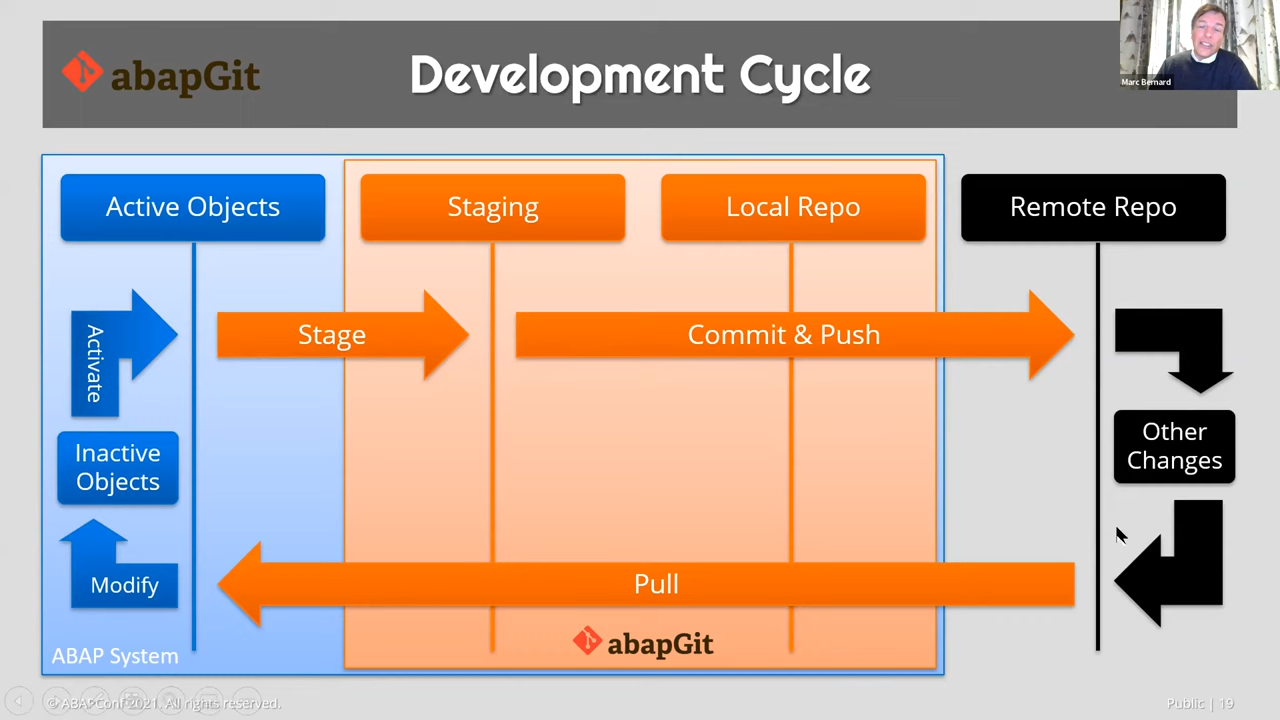 abapGit
Development Cycle
Marc Bernard
Active Objects
Staging
Local Repo
Remote Repo
Activate
Stage
Commit & Push
Inactive
Objects
Other
Changes
Modify
Pull
ABAP System
abapGit
© ABAPConf 2021. All rights reserved.
Public | 19